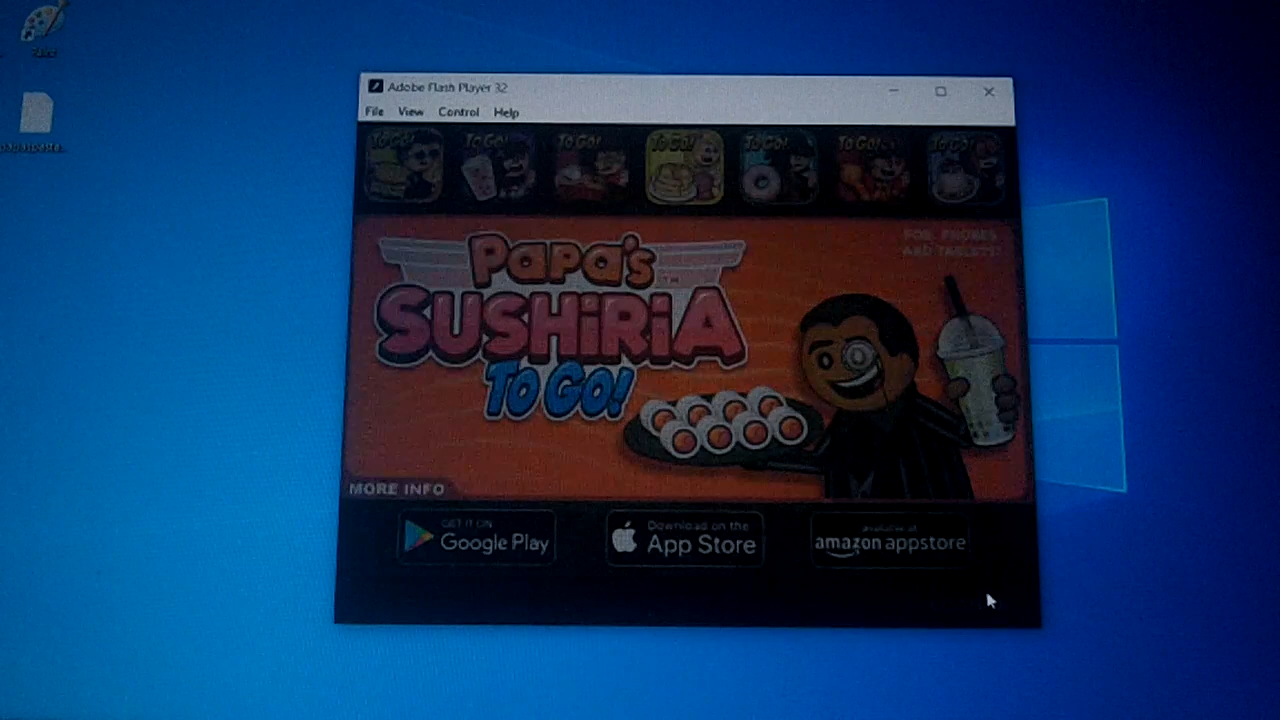 Paint
Adobe Flash Player 32
File View Control Help
To Go! To Go! To Go! To Go! To Go! To Go! To Go!
Papa's
SUSHiRiA
TM
To Go!
FOR PHONES
AND TABLETS!
MORE INFO
GET IT ON
Google Play
Download on the
App Store
available at
amazon appstore